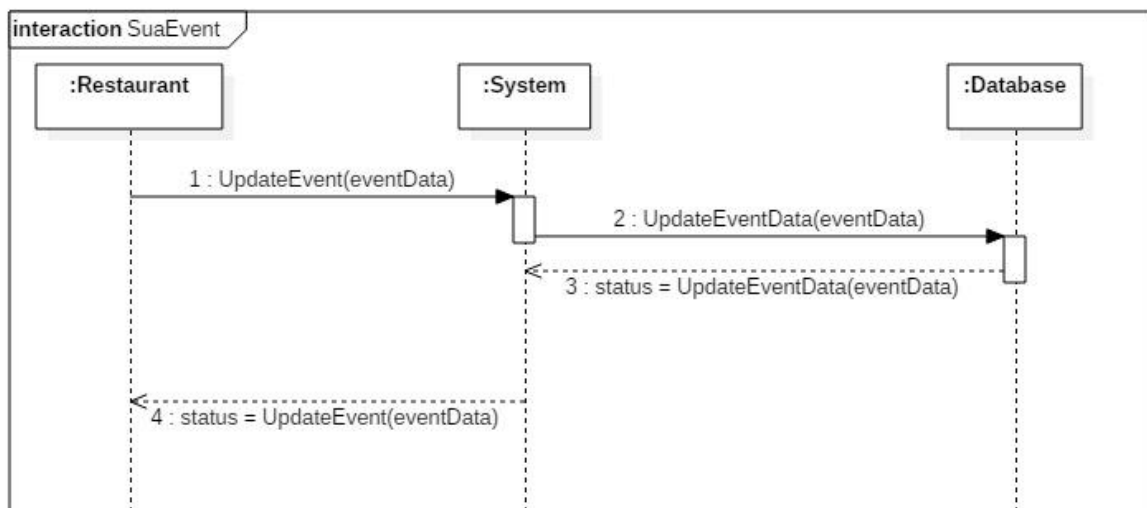 interaction SuaEvent
:Restaurant
:System
:Database
1 : UpdateEvent(eventData)
2 : UpdateEventData(eventData)
3 : status = UpdateEventData(eventData)
4 : status = UpdateEvent(eventData)